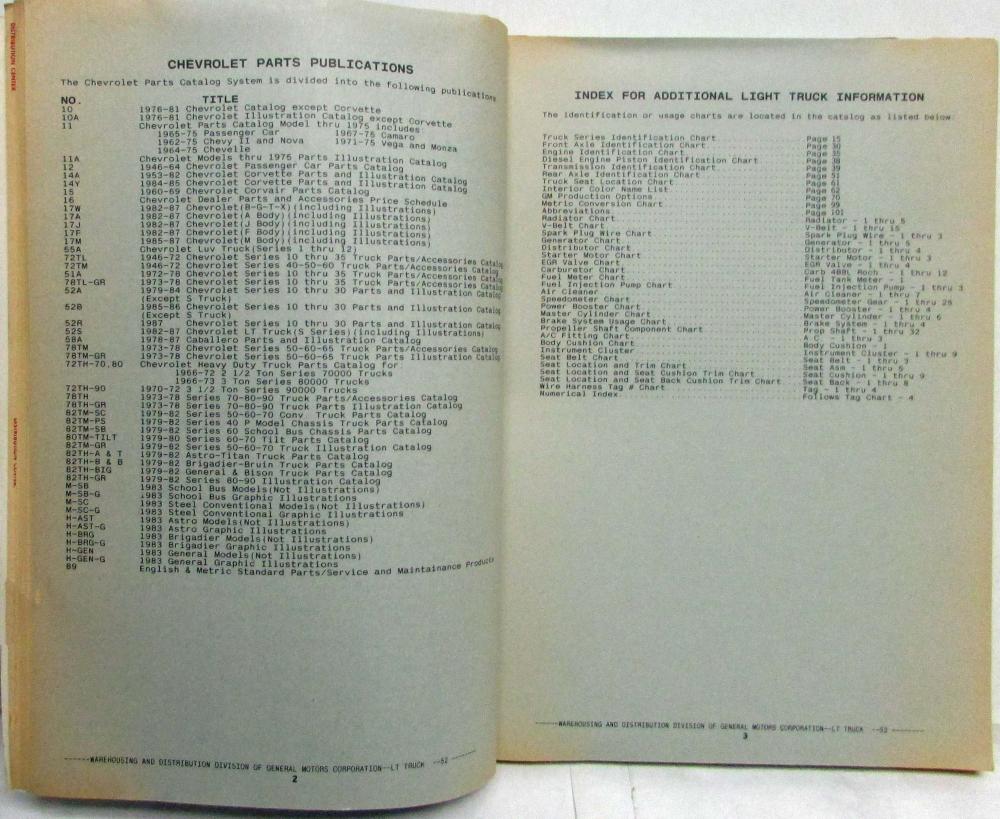 DISTRIBUTION CENTER
CHEVROLET PARTS PUBLICATIONS
The Chevrolet Parts Catalog System is divided into the following publications
NO. TITLE
10 1976-81 Chevrolet Catalog except Corvette
10A 1976-81 Chevrolet Illustration Catalog except Corvette
11 Chevrolet Parts Catalog Model thru 1975 includes
1965-75 Passenger Car 1967-75 Camaro
1962-75 Chevy II and Nova 1971-75 Vega and Monza
1964-75 Chevelle
11A Chevrolet Models thru 1975 Parts Illustration Catalog
12 1946-64 Chevrolet Passenger Car Parts Catalog
14A 1953-82 Corvette Parts and Illustration Catalog
14Y 1984-85 Corvette Parts and Illustration Catalog
15 1960-69 Chevrolet Corvair Parts Catalog
16 Chevrolet Dealer Parts and Accessories Price Schedule
17W 1982-87 Chevrolet(B-G-T-X)(including Illustrations)
17A 1982-87 Chevrolet(A Body)(including Illustrations)
17J 1982-87 Chevrolet(J Body)(including Illustrations)
17F 1982-87 Chevrolet(F Body)(including Illustrations)
17M 1985-87 Chevrolet(M Body)(including Illustrations)
55A Chevrolet Luv Truck(Series 1 thru 12)
72TL 1946-72 Chevrolet Series 10 thru 35 Truck Parts/Accessories Catalog
72TM 1946-72 Chevrolet Series 40-50-60 Truck Parts/Accessories Catalog
51A 1972-78 Chevrolet Series 10 thru 35 Truck Parts/Accessories Catalog
78TL-GR 1973-78 Chevrolet Series 10 thru 35 Truck Parts/Accessories Catalog
52A 1979-84 Chevrolet Series 10 thru 30 Parts and Illustration Catalog
(Except S Truck)
52B 1985-86 Chevrolet Series 10 thru 30 Parts and Illustration Catalog
(Except S Truck)
52R 1987 Chevrolet Series 10 thru 30 Parts and Illustration Catalog
52S 1982-87 Chevrolet LT Truck(S Series)(including Illustrations)
58A 1978-87 Caballero Parts and Illustration Catalog
78TM 1973-78 Chevrolet Series 50-60-65 Truck Parts/Accessories Catalog
78TM-GR 1973-78 Chevrolet Series 50-60-65 Truck Parts Illustration Catalog
72TH-70,80 Chevrolet Heavy Duty Truck Parts Catalog for:
1966-72 2 1/2 Ton Series 70000 Trucks
1966-73 3 Ton Series 80000 Trucks
72TH-90 1970-72 3 1/2 Ton Series 90000 Trucks
78TH 1973-78 Series 70-80-90 Truck Parts/Accessories Catalog
78TH-GR 1973-78 Series 70-80-90 Truck Parts/Illustration Catalog
82TM-SC 1979-82 Series 50-60-70 Conv. Truck Parts Catalog
82TM-PS 1979-82 Series 40 P Model Chassis Truck Parts Catalog
82TM-SB 1979-82 Series 60 School Bus Chassis Parts Catalog
80TM-TILT 1979-80 Series 60-70 Tilt Parts Catalog
82TM-GR 1979-82 Series 50-60-70 Truck Illustration Catalog
82TH-A & T 1979-82 Astro-Titan Truck Parts Catalog
82TH-B & B 1979-82 Brigadier-Bruin Truck Parts Catalog
82TH-BIG 1979-82 General & Bison Truck Parts Catalog
82TH-GR 1979-82 Series 80-90 Illustration Catalog
M-SB 1983 School Bus Models(Not Illustrations)
M-SB-G 1983 School Bus Graphic Illustrations
M-SC 1983 Steel Conventional Models(Not Illustrations)
M-SC-G 1983 Steel Conventional Graphic Illustrations
H-AST 1983 Astro Models(Not Illustrations)
H-AST-G 1983 Astro Graphic Illustrations
H-BRG 1983 Brigadier Models(Not Illustrations)
H-BRG-G 1983 Brigadier Graphic Illustrations
H-GEN 1983 General Models(Not Illustrations)
H-GEN-G 1983 General Graphic Illustrations
89 English & Metric Standard Parts/Service and Maintainance Products
------WAREHOUSING AND DISTRIBUTION DIVISION OF GENERAL MOTORS CORPORATION--LT TRUCK --52 ------
2
INDEX FOR ADDITIONAL LIGHT TRUCK INFORMATION
The identification or usage charts are located in the catalog as listed below:
Truck Series Identification Chart Page 15
Front Axle Identification Chart Page 30
Engine Identification Chart Page 35
Diesel Engine Piston Identification Chart Page 38
Transmission Identification Chart Page 39
Rear Axle Identification Chart Page 51
Truck Seat Location Chart Page 61
Interior Color Name List Page 62
GM Production Options Page 70
Metric Conversion Chart Page 99
Abbreviations Page 101
Radiator Chart Radiator - 1 thru 5
V-Belt Chart V-Belt - 1 thru 15
Spark Plug Wire Chart Spark Plug Wire - 1 thru 3
Generator Chart Generator - 1 thru 5
Distributor Chart Distributor - 1 thru 4
Starter Motor Chart Starter Motor - 1 thru 3
EGR Valve Chart EGR Valve - 1 thru 4
Carburetor Chart Carb 4BBL Roch - 1 thru 12
Fuel Meter Chart Fuel Tank Meter - 1
Fuel Injection Pump Chart Fuel Injection Pump - 1 thru 3
Air Cleaner Air Cleaner - 1 thru 7
Speedometer Chart Speedometer Gear - 1 thru 25
Power Booster Chart Power Booster - 1 thru 4
Master Cylinder Chart Master Cylinder - 1 thru 6
Brake System Usage Chart Brake System - 1 thru 4
Propeller Shaft Component Chart Prop Shaft - 1 thru 32
A/C Fitting Chart A C - 1 thru 3
Body Cushion Chart Body Cushion - 1
Instrument Cluster Instrument Cluster - 1 thru 9
Seat Belt Chart Seat Belt - 1 thru 3
Seat Location and Trim Chart Seat Asm - 1 thru 5
Seat Location and Seat Cushion Trim Chart Seat Cushion - 1 thru 9
Seat Location and Seat Back Cushion Trim Chart Seat Back - 1 thru 8
Wire Harness Tag # Chart Tag - 1 thru 4
Numerical Index Follows Tag Chart - 4
------WAREHOUSING AND DISTRIBUTION DIVISION OF GENERAL MOTORS CORPORATION--LT TRUCK --52 ------
3